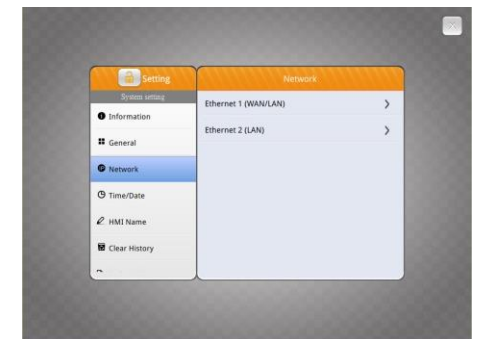 Setting
System setting
Information
General
Network
Time/Date
HMI Name
Clear History
Network
Ethernet 1 (WAN/LAN)
Ethernet 2 (LAN)